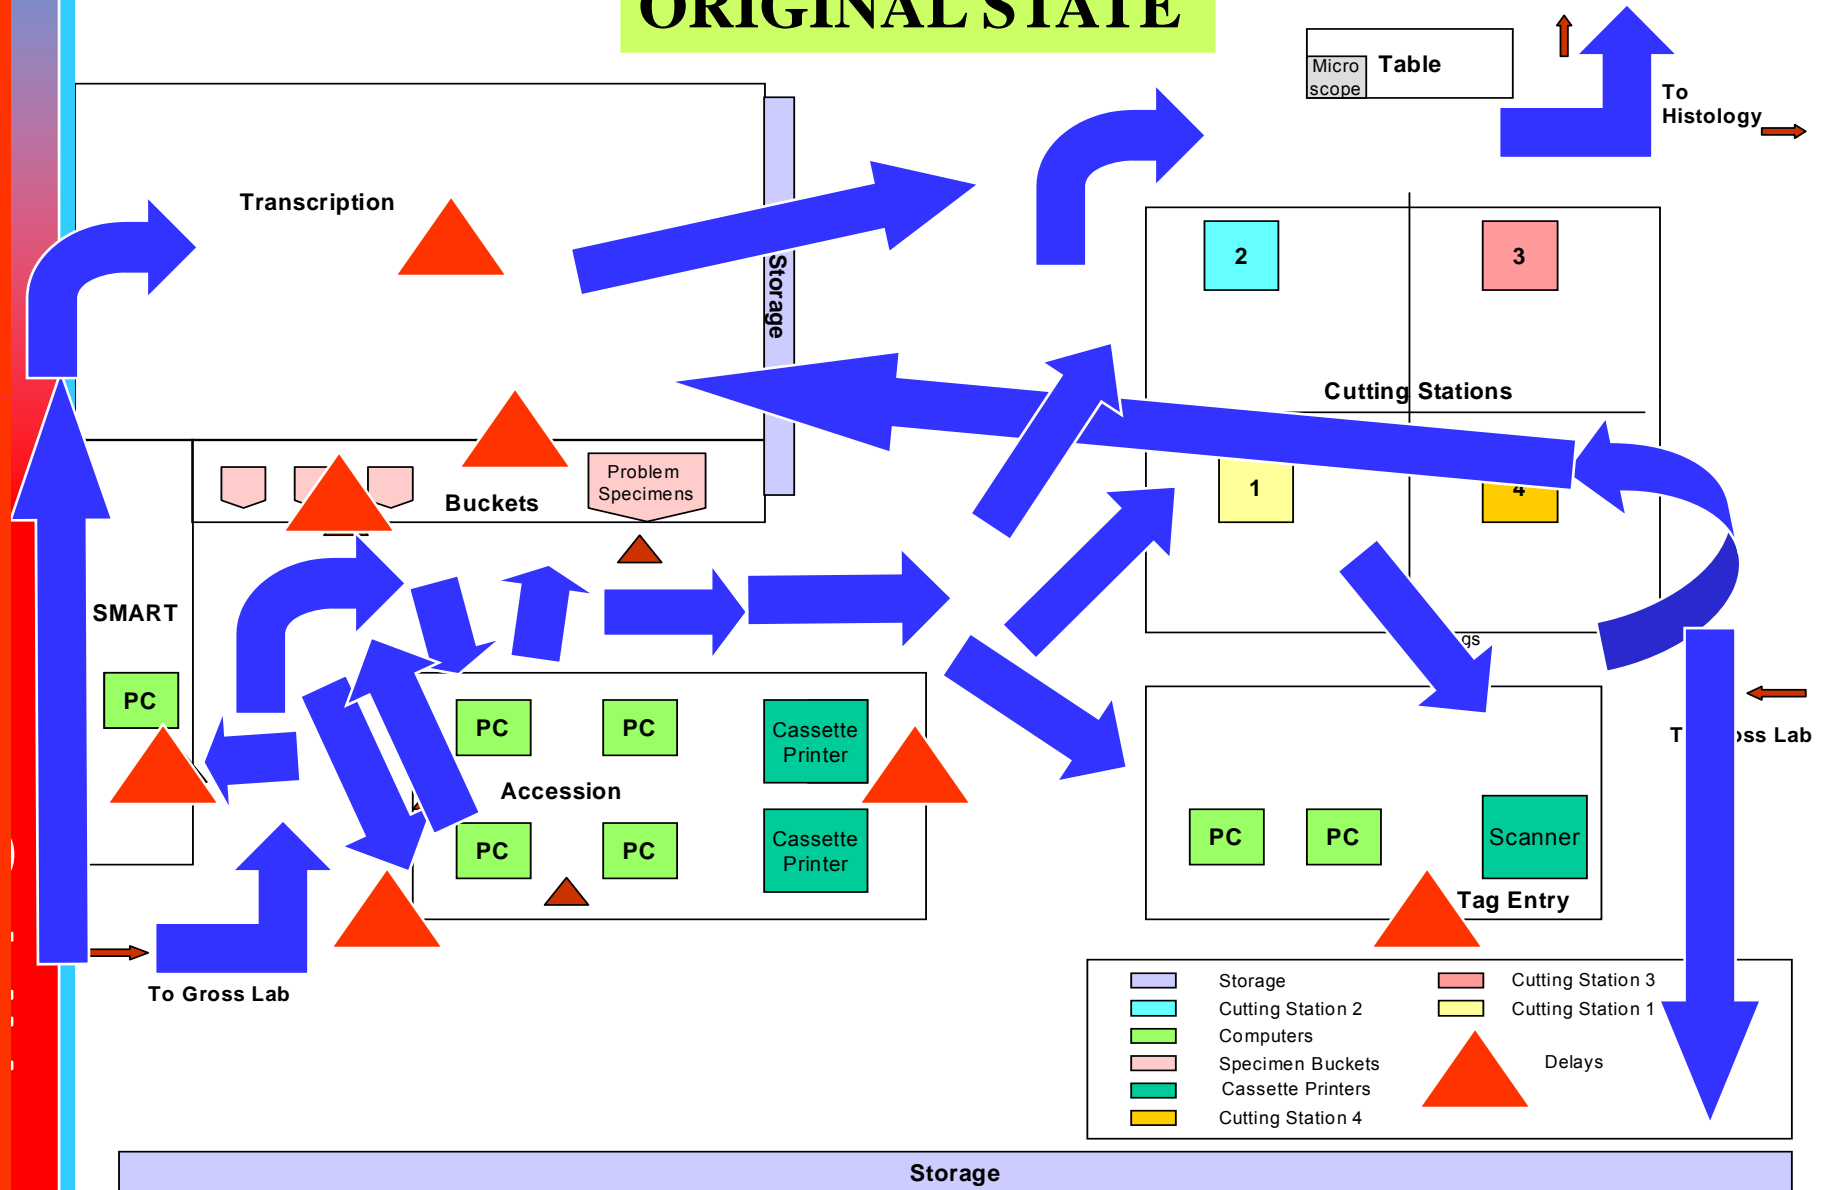 ORIGINAL STATE
Micro
scope
Table
To
Histology
Transcription
Storage
2
3
Cutting Stations
1
4
Problem
Specimens
Buckets
SMART
PC
PC
PC
Cassette
Printer
Accession
PC
PC
Cassette
Printer
gs
Lab
PC
PC
Scanner
Tag Entry
To Gross Lab
Storage
Cutting Station 2
Computers
Specimen Buckets
Cassette Printers
Cutting Station 4
Cutting Station 3
Cutting Station 1
Delays
Storage